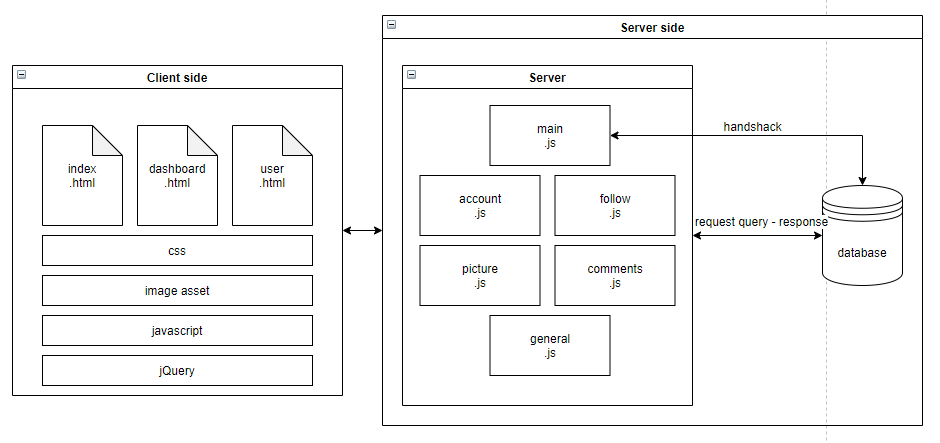 Server side
Client side
Server
index
.html
dashboard
.html
user
.html
css
image asset
javascript
jQuery
main
.js
account
.js
follow
.js
picture
.js
comments
.js
general
.js
handshack
request query - response
database